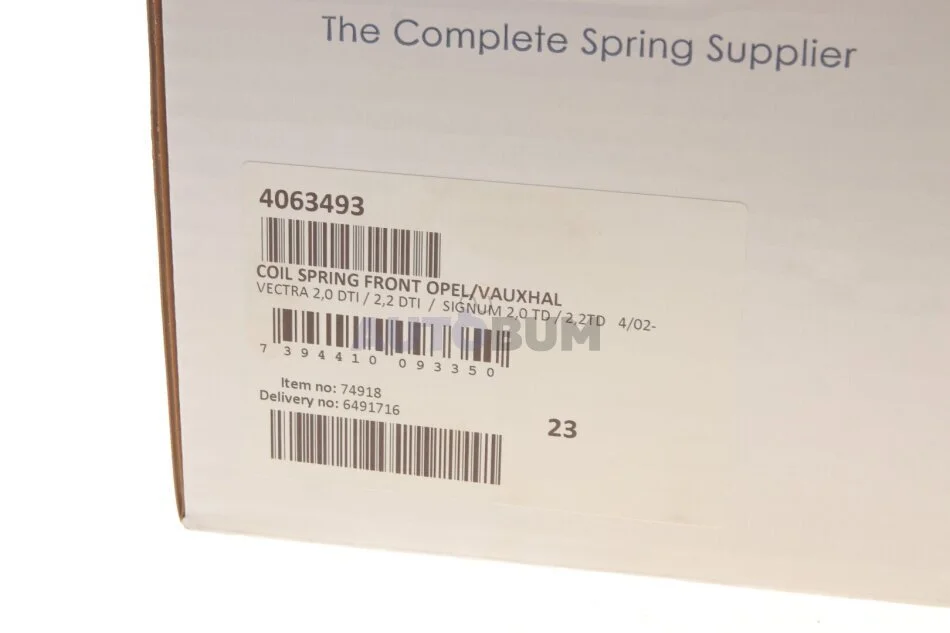 The Complete Spring Supplier
4063493
COIL SPRING FRONT OPEL/VAUXHAL
VECTRA 2,0 DTI / 2,2 DTI / SIGNUM 2,0 TD / 2,2TD 4/02-
AUTOBUM
7 394410 093350
Item no: 74918
Delivery no: 6491716
23